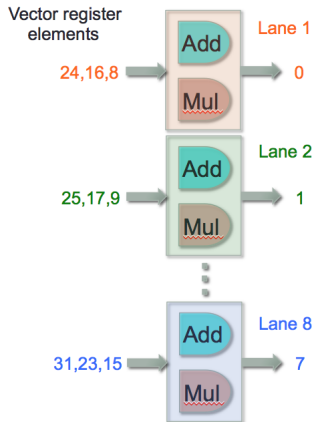 Vector register
elements
Lane 1
Add
24,16,8
0
Mul
Lane 2
Add
25,17,9
1
Mul
Lane 8
Add
31,23,15
7
Mul